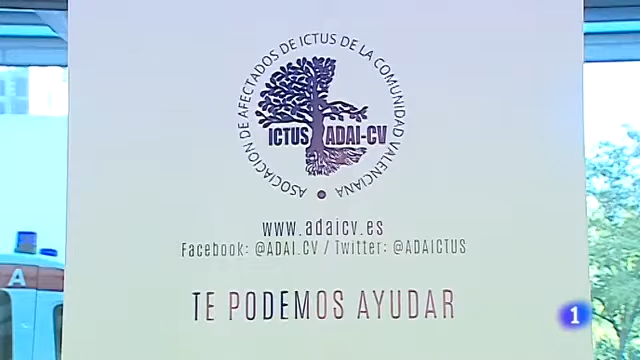 ASOCIACIÓN DE AFECTADOS DE ICTUS DE LA COMUNIDAD VALENCIANA
ICTUS ADAI-CV
www.adaicv.es
Facebook: @ADAI.CV / Twitter: @ADAICTUS
TE PODEMOS AYUDAR
A
1